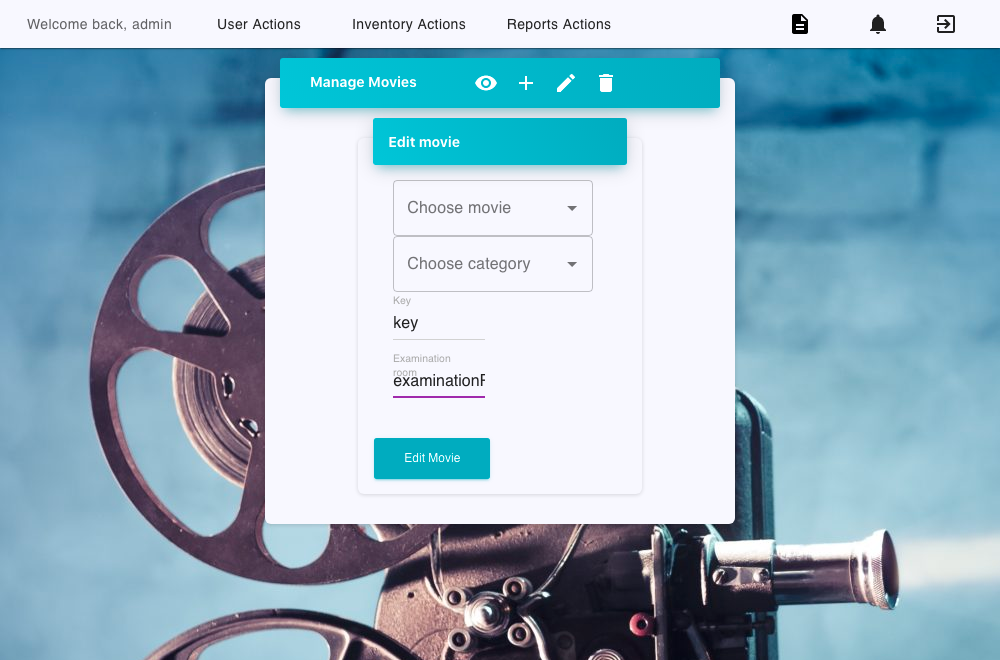 Welcome back, admin
User Actions
Inventory Actions
Reports Actions
Manage Movies
Edit movie
Choose movie
Choose category
Key
key
Examination
room
examinationR
Edit Movie